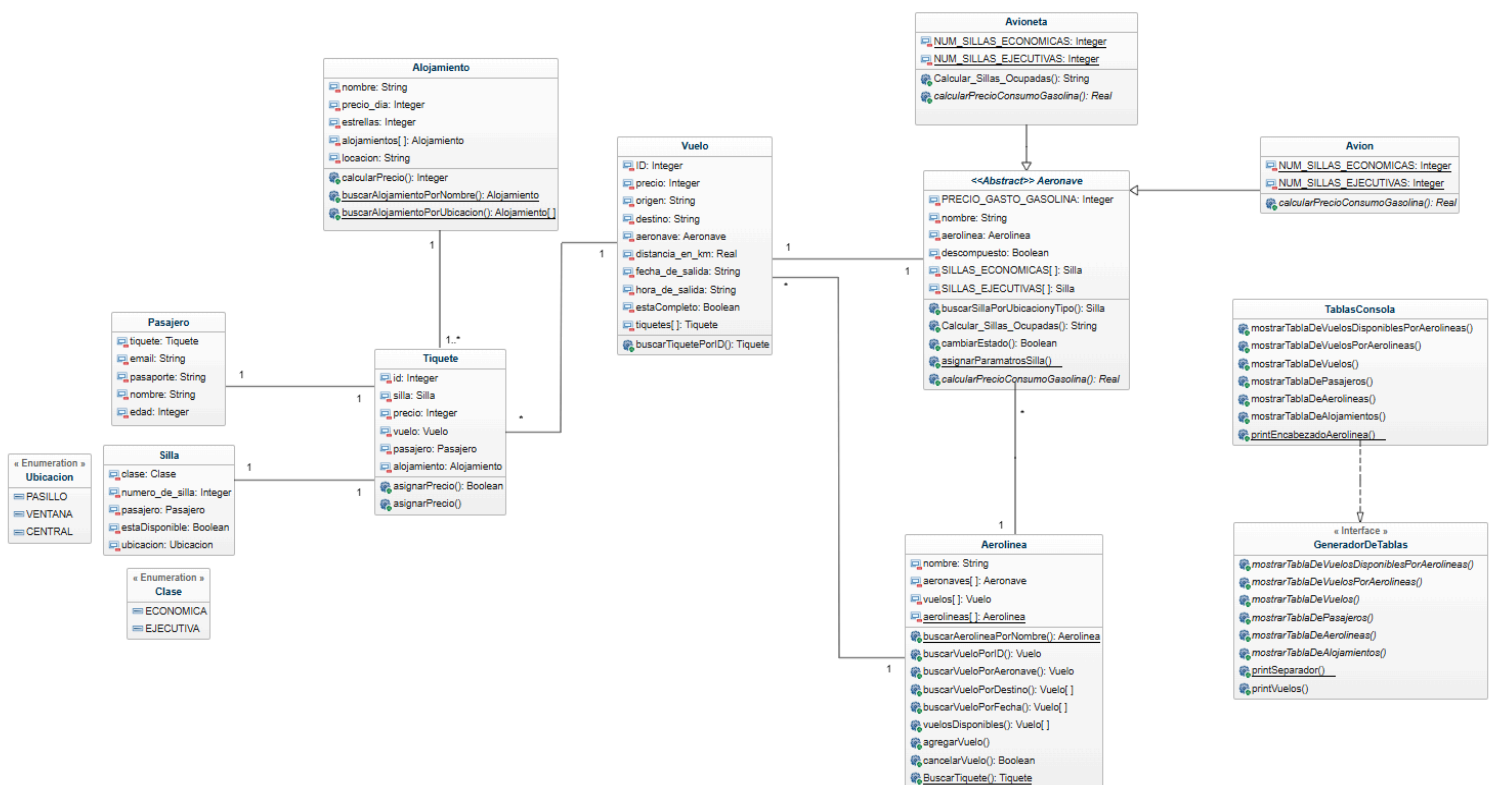 Avioneta
NUM_SILLAS_ECONOMICAS: Integer
NUM_SILLAS_EJECUTIVAS: Integer
Calcular_Sillas_Ocupadas(): String
calcularPrecioConsumoGasolina(): Real
Alojamiento
nombre: String
precio_dia: Integer
estrellas: Integer
alojamientos[ ]: Alojamiento
locacion: String
calcularPrecio(): Integer
buscarAlojamientoPorNombre(): Alojamiento
buscarAlojamientoPorUbicacion(): Alojamiento[ ]
1
1..*
Vuelo
ID: Integer
precio: Integer
origen: String
destino: String
aeronave: Aeronave
distancia_en_km: Real
fecha_de_salida: String
hora_de_salida: String
estaCompleto: Boolean
tiquetes[ ]: Tiquete
buscarTiquetePorID(): Tiquete
1
*
1
1
*
1
<<Abstract>> Aeronave
PRECIO_GASTO_GASOLINA: Integer
nombre: String
aerolinea: Aerolinea
descompuesto: Boolean
SILLAS_ECONOMICAS[ ]: Silla
SILLAS_EJECUTIVAS[ ]: Silla
buscarSillaPorUbicacionyTipo(): Silla
Calcular_Sillas_Ocupadas(): String
cambiarEstado(): Boolean
asignarParamatrosSilla()
calcularPrecioConsumoGasolina(): Real
*
1
Avion
NUM_SILLAS_ECONOMICAS: Integer
NUM_SILLAS_EJECUTIVAS: Integer
calcularPrecioConsumoGasolina(): Real
Pasajero
tiquete: Tiquete
email: String
pasaporte: String
nombre: String
edad: Integer
1
1
Tiquete
id: Integer
silla: Silla
precio: Integer
vuelo: Vuelo
pasajero: Pasajero
alojamiento: Alojamiento
asignarPrecio(): Boolean
asignarPrecio()
« Enumeration »
Ubicacion
PASILLO
VENTANA
CENTRAL
Silla
clase: Clase
numero_de_silla: Integer
pasajero: Pasajero
estaDisponible: Boolean
ubicacion: Ubicacion
1
1
« Enumeration »
Clase
ECONOMICA
EJECUTIVA
TablasConsola
mostrarTablaDeVuelosDisponiblesPorAerolineas()
mostrarTablaDeVuelosPorAerolineas()
mostrarTablaDeVuelos()
mostrarTablaDePasajeros()
mostrarTablaDeAerolineas()
mostrarTablaDeAlojamientos()
printEncabezadoAerolinea()
Aerolinea
nombre: String
aeronaves[ ]: Aeronave
vuelos[ ]: Vuelo
aerolineas[ ]: Aerolinea
buscarAerolineaPorNombre(): Aerolinea
buscarVueloPorID(): Vuelo
buscarVueloPorAeronave(): Vuelo
buscarVueloPorDestino(): Vuelo[ ]
buscarVueloPorFecha(): Vuelo[ ]
vuelosDisponibles(): Vuelo[ ]
agregarVuelo()
cancelarVuelo(): Boolean
BuscarTiquete(): Tiquete
« Interface »
GeneradorDeTablas
mostrarTablaDeVuelosDisponiblesPorAerolineas()
mostrarTablaDeVuelosPorAerolineas()
mostrarTablaDeVuelos()
mostrarTablaDePasajeros()
mostrarTablaDeAerolineas()
mostrarTablaDeAlojamientos()
printSeparador()
printVuelos()